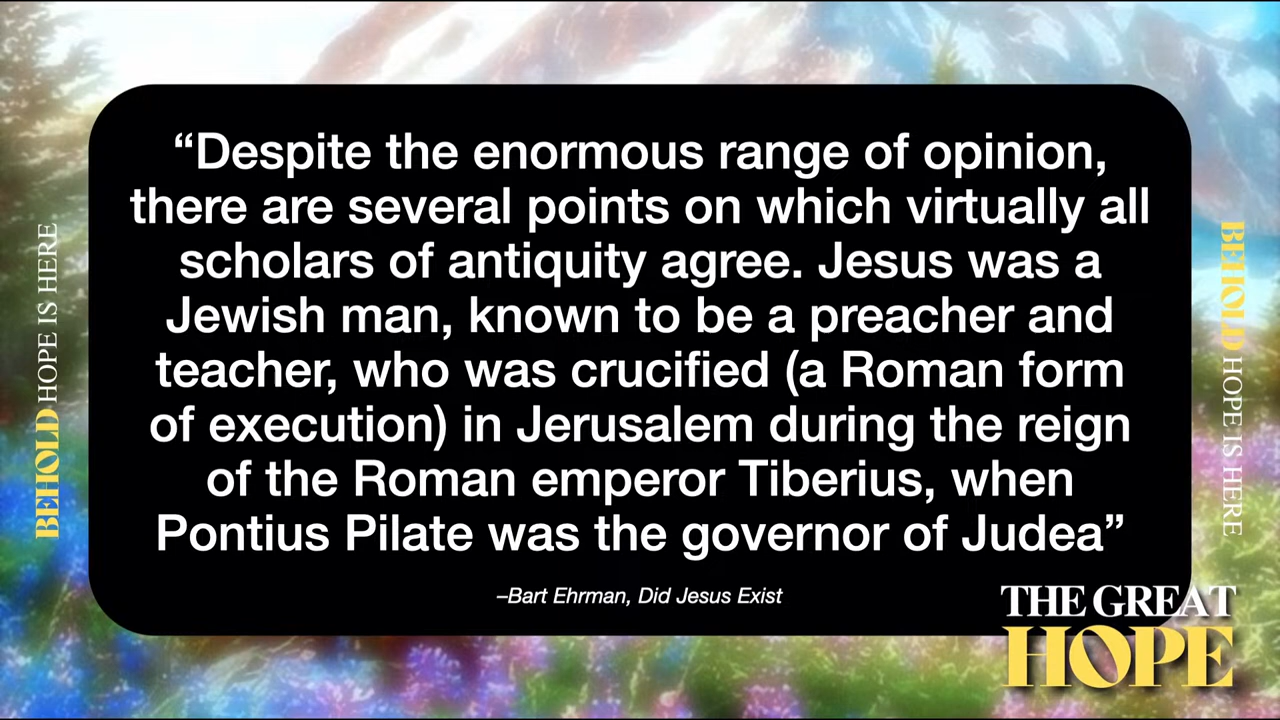 “Despite the enormous range of opinion,
there are several points on which virtually all
scholars of antiquity agree. Jesus was a
Jewish man, known to be a preacher and
teacher, who was crucified (a Roman form
of execution) in Jerusalem during the reign
of the Roman emperor Tiberius, when
Pontius Pilate was the governor of Judea”
–Bart Ehrman, Did Jesus Exist
BEHOLD HOPE IS HERE
BEHOLD HOPE IS HERE
THE GREAT
HOPE